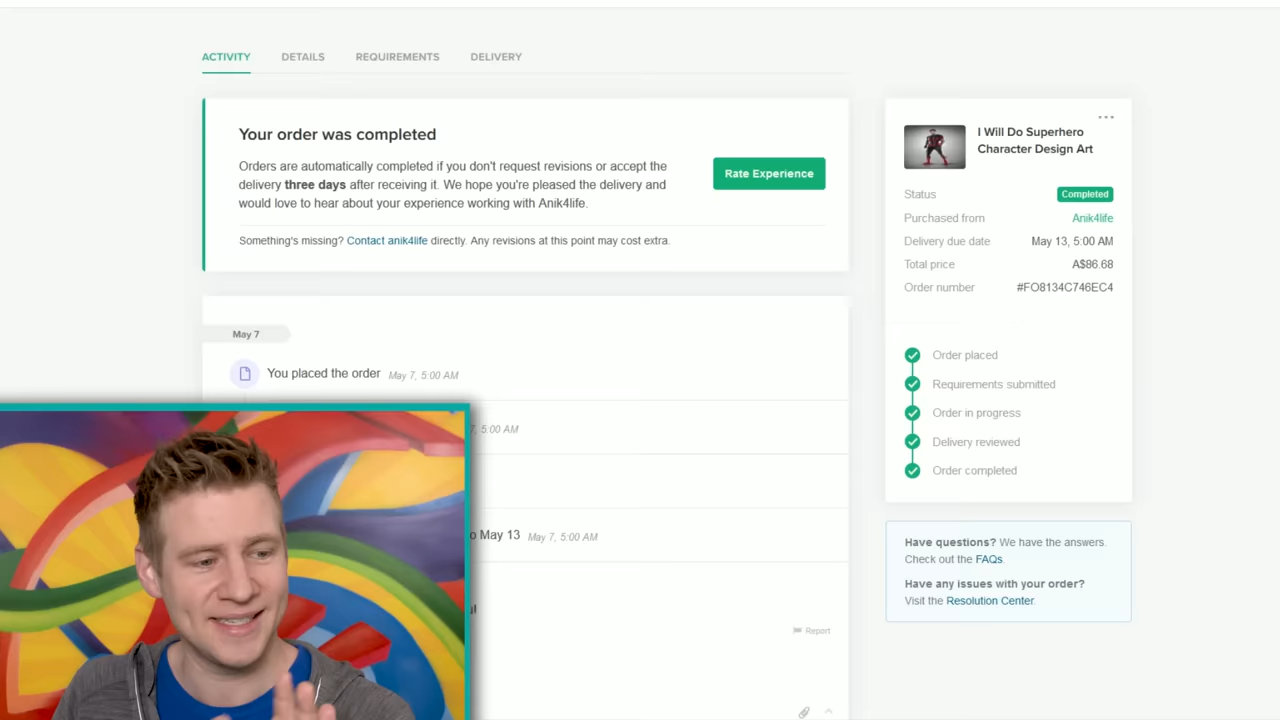 ACTIVITY DETAILS REQUIREMENTS DELIVERY
Your order was completed
Orders are automatically completed if you don't request revisions or accept the
delivery three days after receiving it. We hope you're pleased the delivery and
would love to hear about your experience working with Anik4life.
Rate Experience
Something's missing? Contact anik4life directly. Any revisions at this point may cost extra.
May 7
You placed the order May 7, 5:00 AM
7, 5:00 AM
o May 13 May 7, 5:00 AM
Report
I Will Do Superhero
Character Design Art
Status Completed
Purchased from Anik4life
Delivery due date May 13, 5:00 AM
Total price A$86.68
Order number #FO8134C746EC4
Order placed
Requirements submitted
Order in progress
Delivery reviewed
Order completed
Have questions? We have the answers.
Check out the FAQs.
Have any issues with your order?
Visit the Resolution Center.